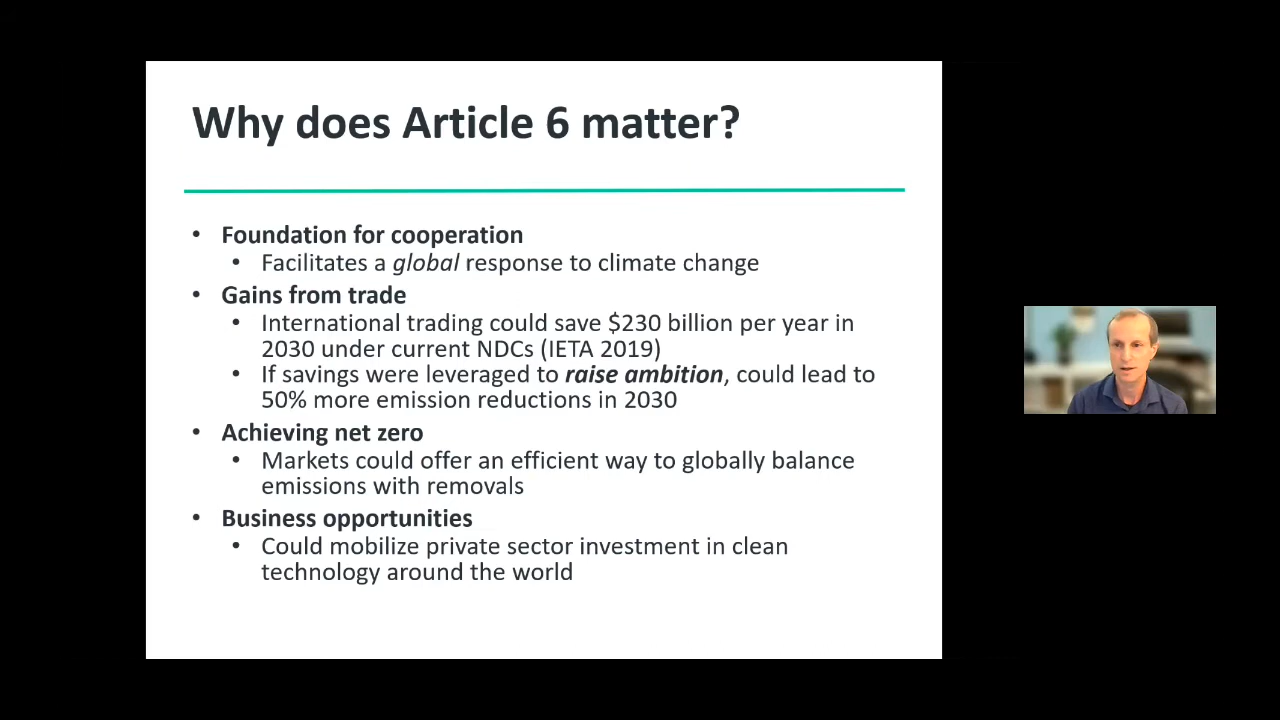 Why does Article 6 matter?
• Foundation for cooperation
• Facilitates a global response to climate change
• Gains from trade
• International trading could save $230 billion per year in
2030 under current NDCs (IETA 2019)
• If savings were leveraged to raise ambition, could lead to
50% more emission reductions in 2030
• Achieving net zero
• Markets could offer an efficient way to globally balance
emissions with removals
• Business opportunities
• Could mobilize private sector investment in clean
technology around the world